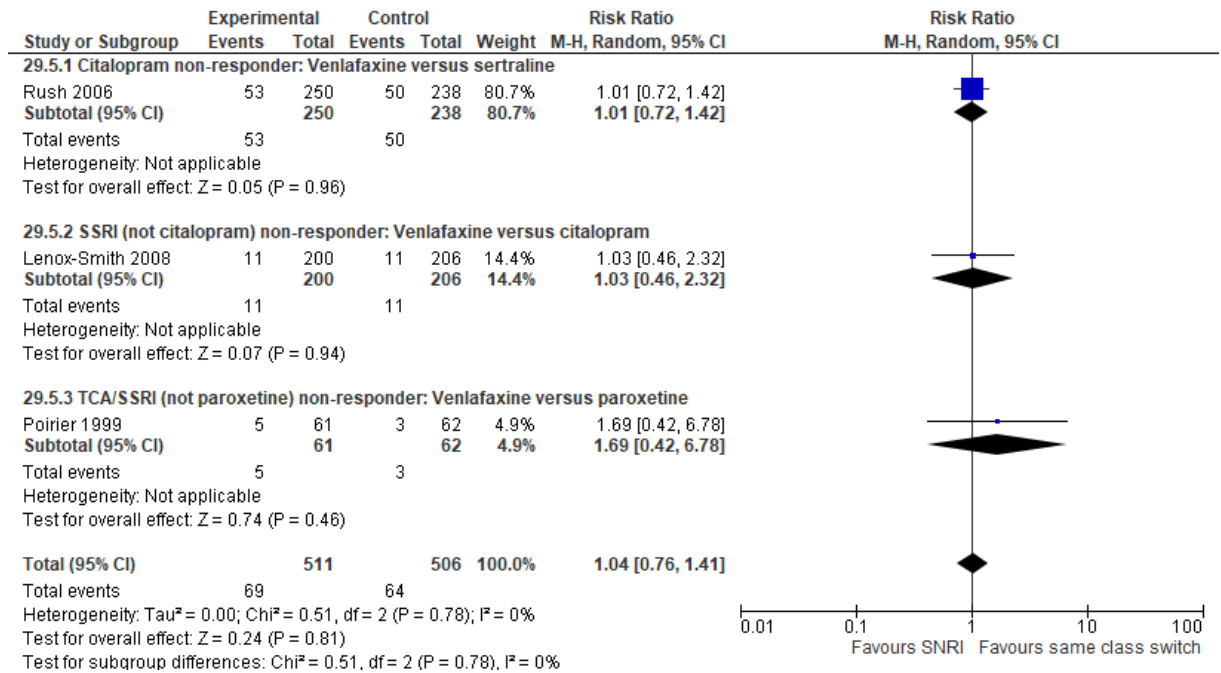 Experimental Control Risk Ratio Risk Ratio
Study or Subgroup Events Total Events Total Weight M-H, Random, 95% CI M-H, Random, 95% CI
29.5.1 Citalopram non-responder: Venlafaxine versus sertraline
Rush 2006 53 250 50 238 80.7% 1.01 [0.72, 1.42]
Subtotal (95% CI) 250 238 80.7% 1.01 [0.72, 1.42]
Total events 53 50
Heterogeneity: Not applicable
Test for overall effect: Z = 0.05 (P = 0.96)
29.5.2 SSRI (not citalopram) non-responder: Venlafaxine versus citalopram
Lenox-Smith 2008 11 200 11 206 14.4% 1.03 [0.46, 2.32]
Subtotal (95% CI) 200 206 14.4% 1.03 [0.46, 2.32]
Total events 11 11
Heterogeneity: Not applicable
Test for overall effect: Z = 0.07 (P = 0.94)
29.5.3 TCA/SSRI (not paroxetine) non-responder: Venlafaxine versus paroxetine
Poirier 1999 5 61 3 62 4.9% 1.69 [0.42, 6.78]
Subtotal (95% CI) 61 62 4.9% 1.69 [0.42, 6.78]
Total events 5 3
Heterogeneity: Not applicable
Test for overall effect: Z = 0.74 (P = 0.46)
Total (95% CI) 511 506 100.0% 1.04 [0.76, 1.41]
Total events 69 64
Heterogeneity: Tau² = 0.00; Chi² = 0.51, df = 2 (P = 0.78); I² = 0%
Test for overall effect: Z = 0.24 (P = 0.81)
Test for subgroup differences: Chi² = 0.51, df = 2 (P = 0.78), I² = 0%
0.01 0.1 1 10 100
Favours SNRI Favours same class switch